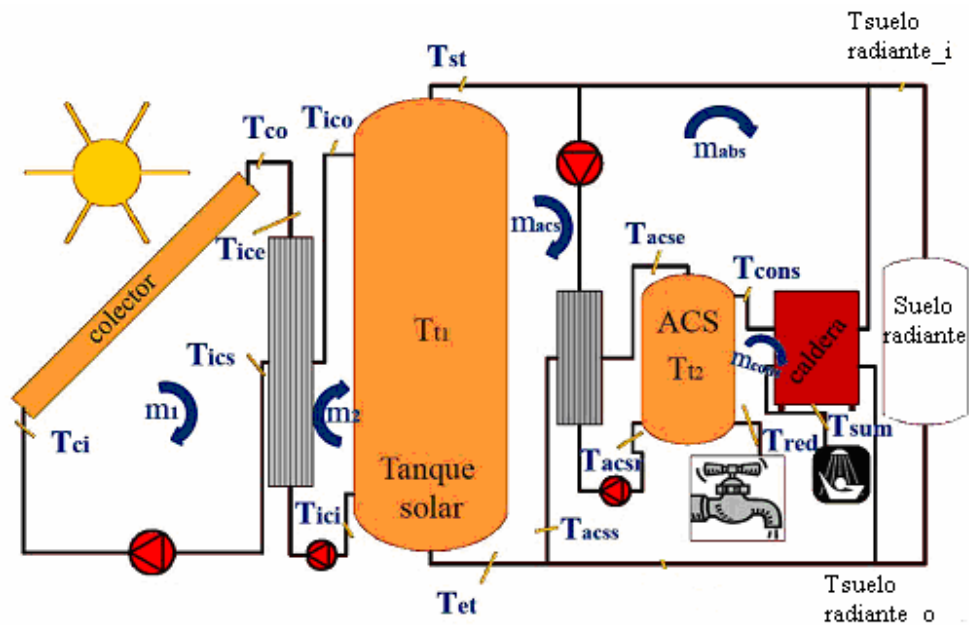 Tsuelo
radiante_i
Tst
Tco
Tico
mabs
macs
Tice
Tacse
Tcons
colector
ACS
Suelo
radiante
Tt1
Tt2
mcons
caldera
Tics
m1
m2
Tci
Tred
Tsum
Tanque
solar
Tacsi
Tici
Tacss
Tet
Tsuelo
radiante_o